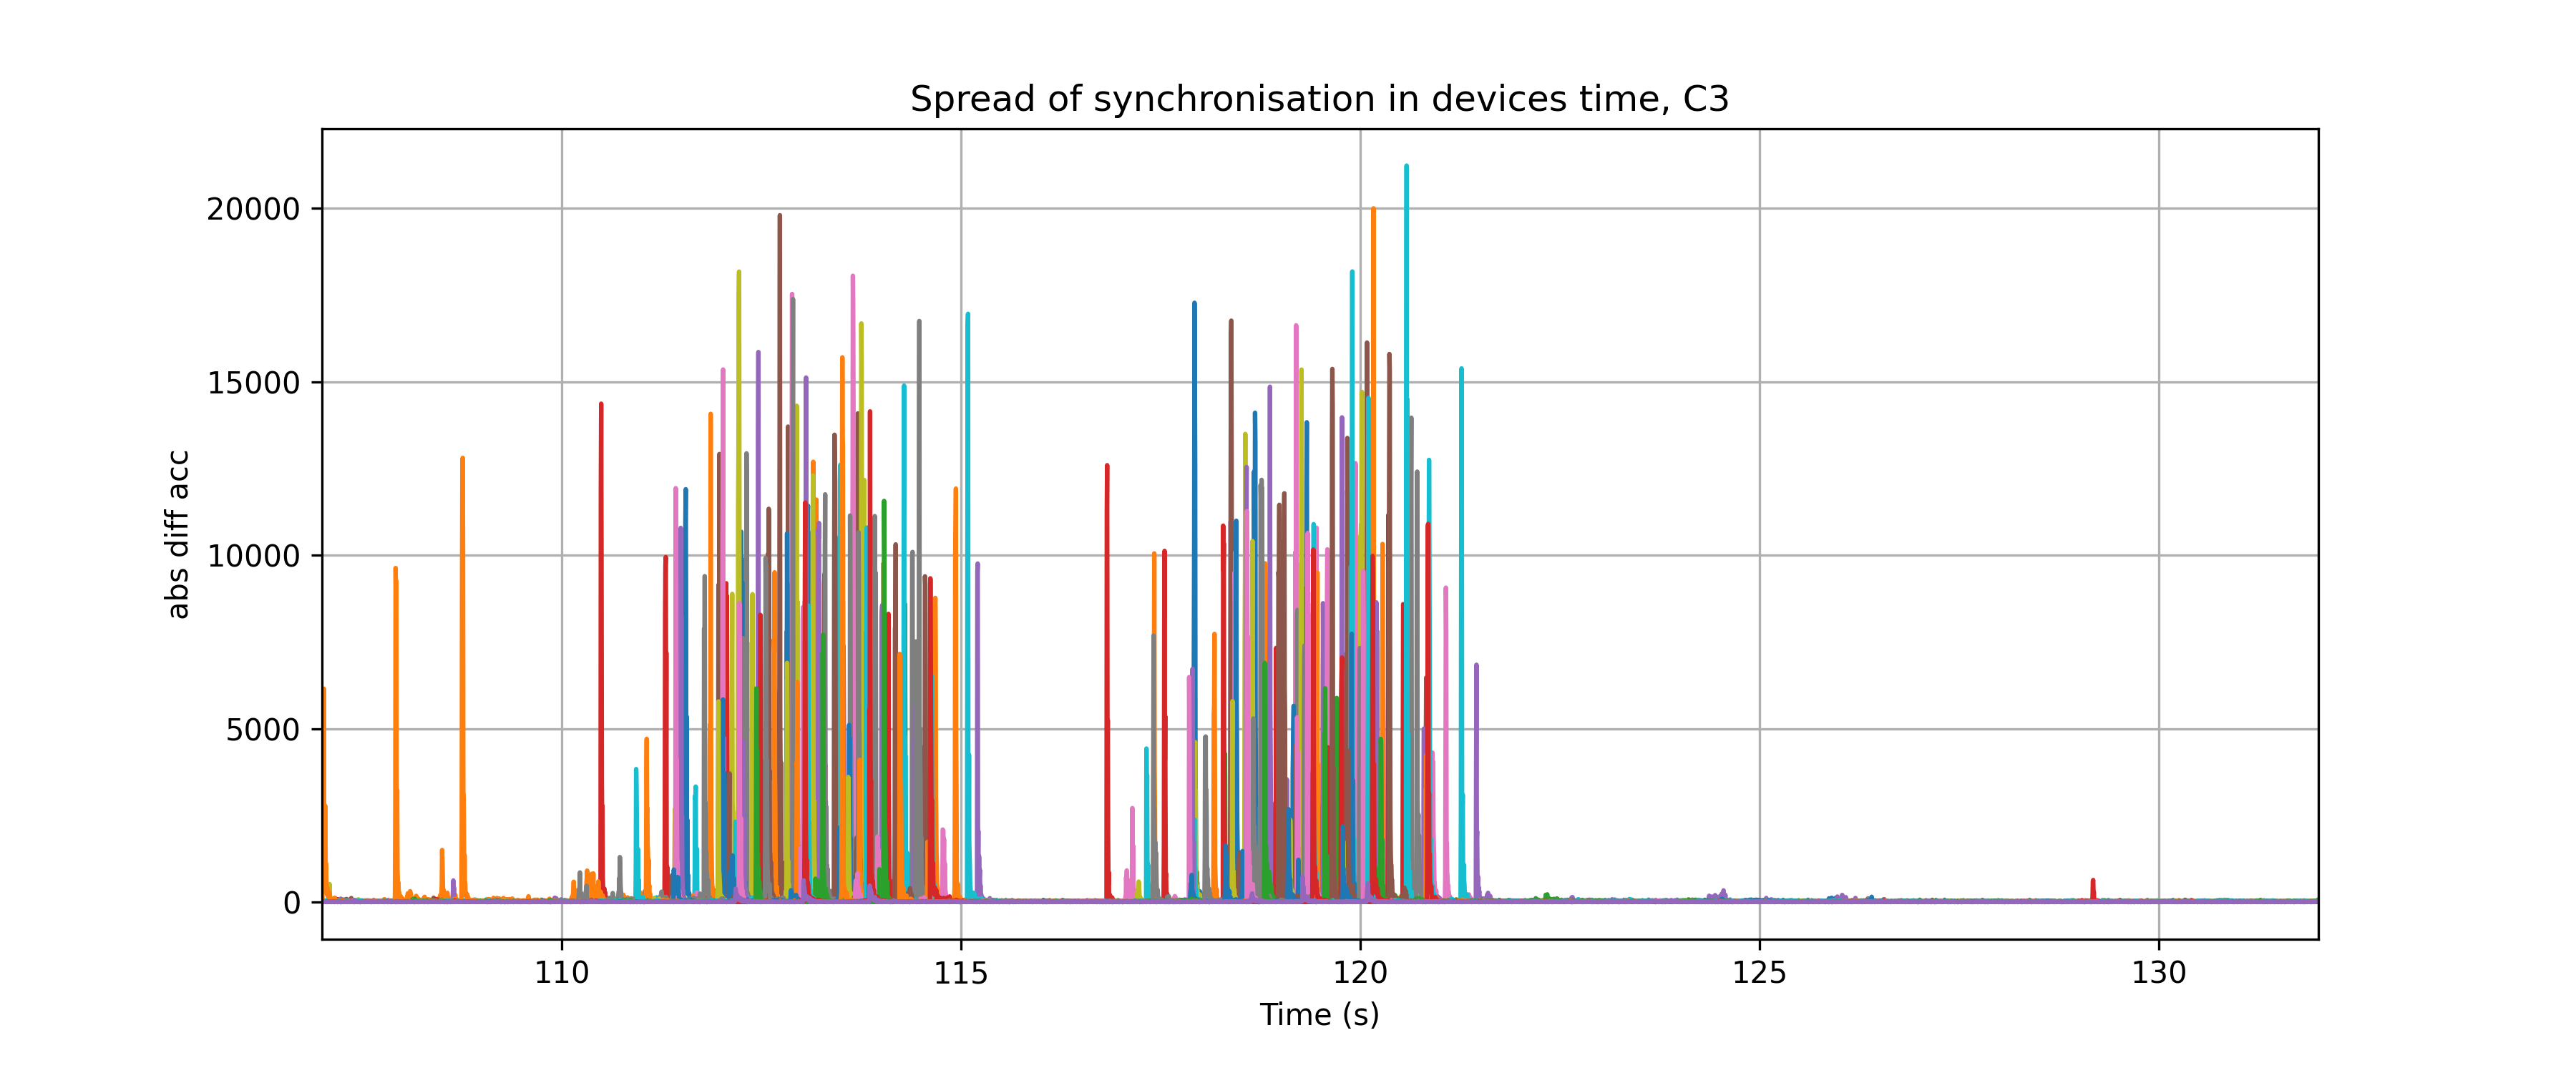 Spread of synchronisation in devices time, C3
20000
15000
10000
5000
0
abs diff acc
110 115 120 125 130
Time (s)